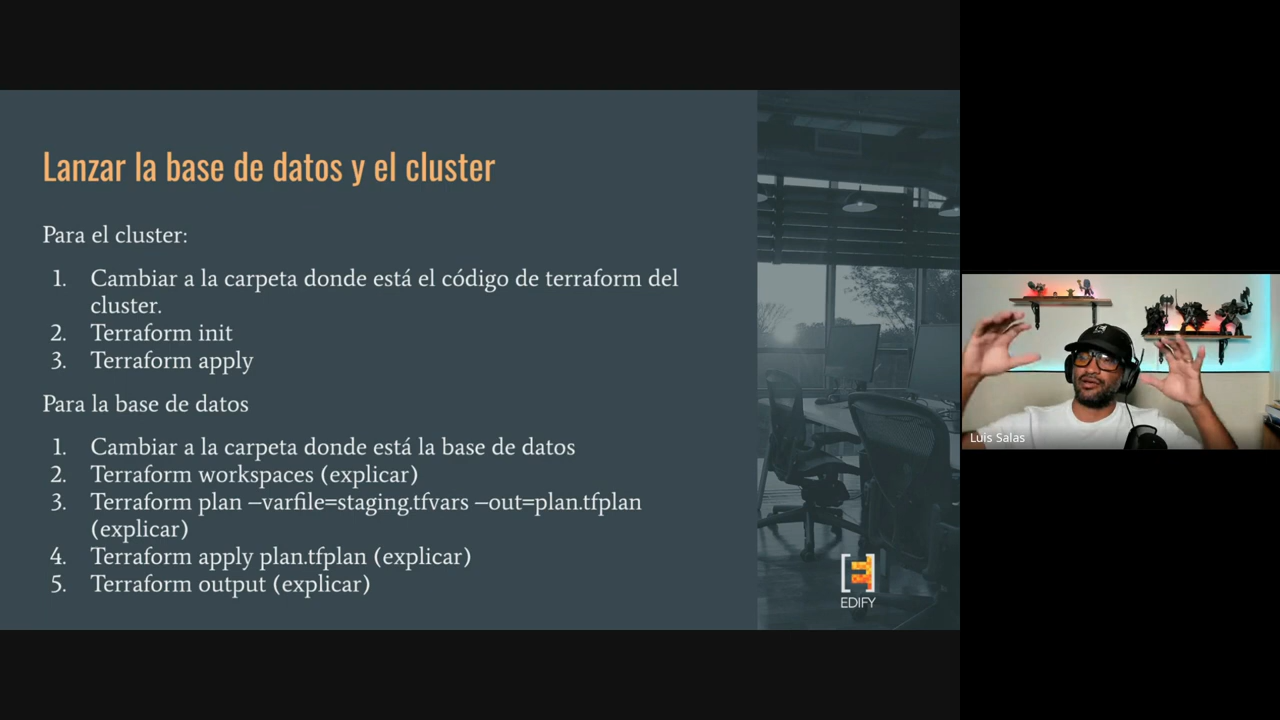 Lanzar la base de datos y el cluster
Para el cluster:
1. Cambiar a la carpeta donde está el código de terraform del
cluster.
2. Terraform init
3. Terraform apply
Para la base de datos
1. Cambiar a la carpeta donde está la base de datos
2. Terraform workspaces (explicar)
3. Terraform plan –varfile=staging.tfvars –out=plan.tfplan
(explicar)
4. Terraform apply plan.tfplan (explicar)
5. Terraform output (explicar)
EDIFY
Luis Salas